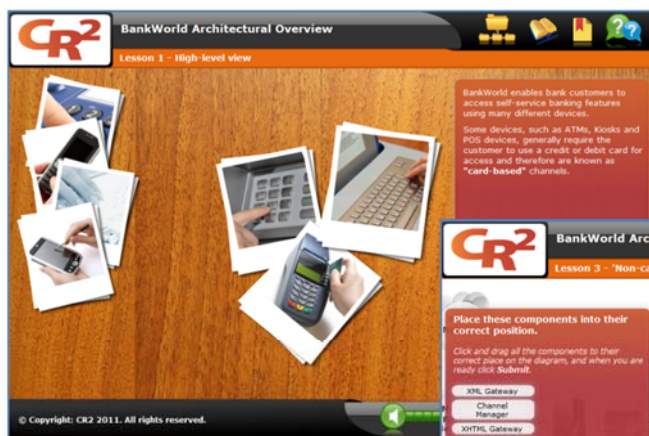 CR2
BankWorld Architectural Overview
Lesson 1 - High-level view
BankWorld enables bank customers to
access self-service banking features
using many different devices.
Some devices, such as ATMs, Kiosks and
POS devices, generally require the
customer to use a credit or debit card for
access and therefore are known as
"card-based" channels.
CR2
BankWorld Arc
Lesson 3 - 'Non-ca
Place these components into their
correct position.
Click and drag all the components to their
correct place on the diagram, and when you are
ready click Submit.
XML Gateway
Channel
Manager
XHTML Gateway
© Copyright: CR2 2011. All rights reserved.